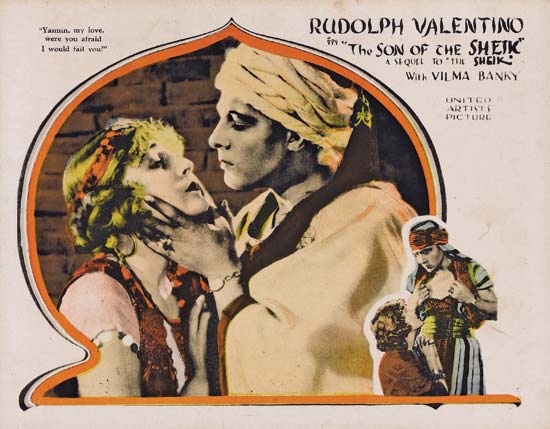 "Yasmin, my love,
were you afraid
I would fail you?"
RUDOLPH VALENTINO
in "The SON OF THE SHEIK"
A SEQUEL TO "THE SHEIK."
With VILMA BANKY
UNITED
ARTISTS
PICTURE